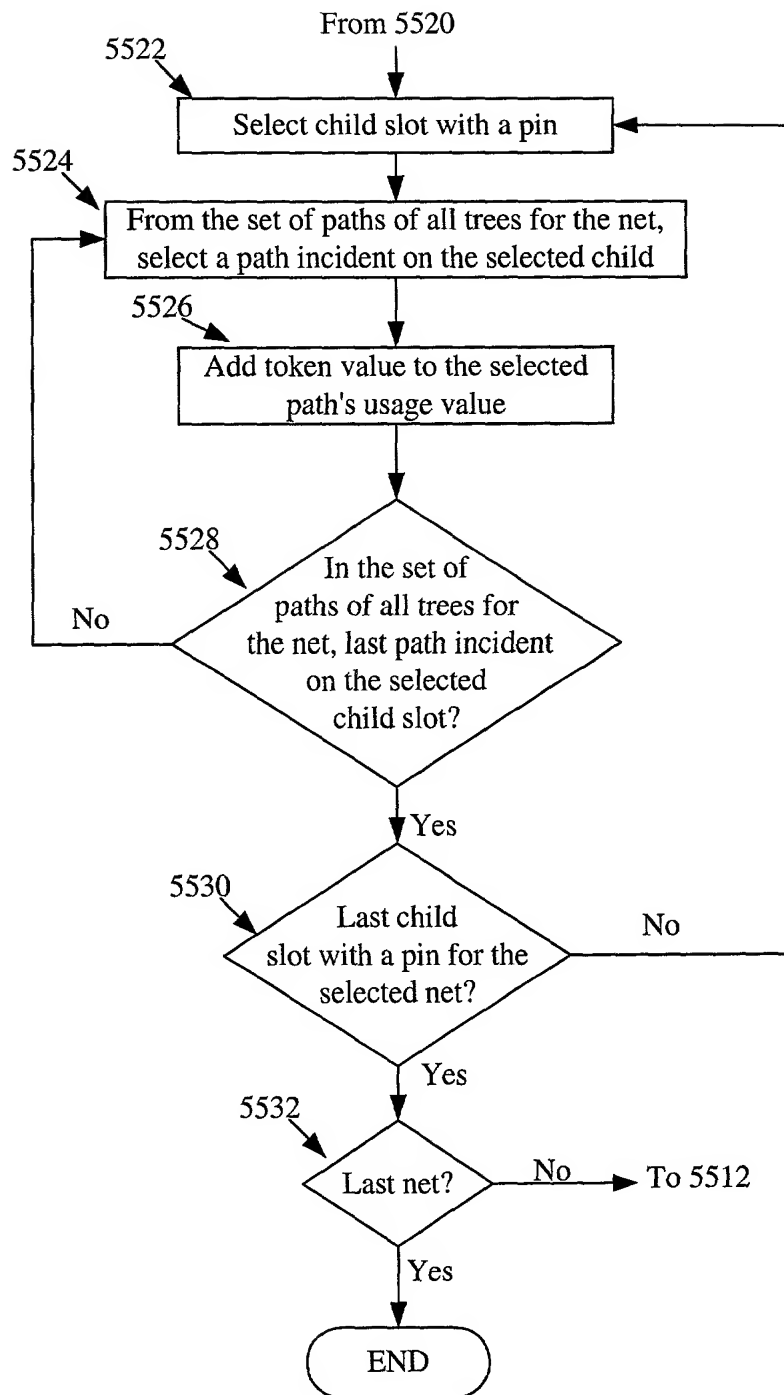 From 5520
5522
Select child slot with a pin
5524
From the set of paths of all trees for the net,
select a path incident on the selected child
5526
Add token value to the selected
path's usage value
5528
In the set of
paths of all trees for
the net, last path incident
on the selected
child slot?
No
Yes
5530
Last child
slot with a pin for the
selected net?
No
Yes
5532
Last net?
No
To 5512
Yes
END